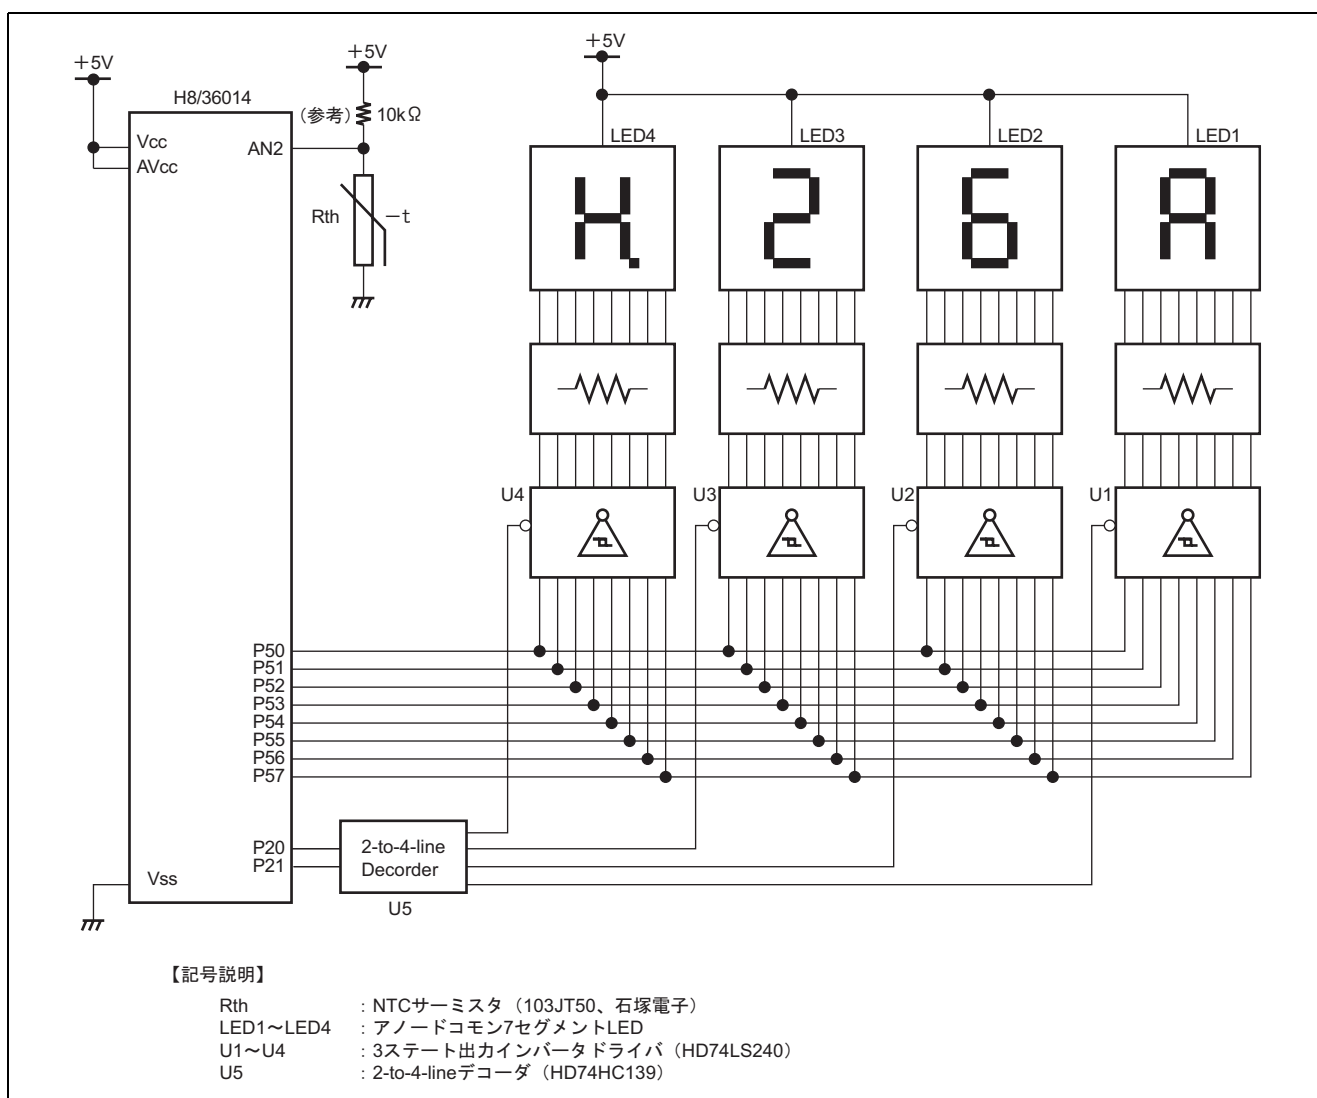 +5V
+5V
+5V
H8/36014
(参考)
10kΩ
Vcc
AVcc
AN2
Rth
-t
LED4
LED3
LED2
LED1
H.
2
6
A
U4
U3
U2
U1
P50
P51
P52
P53
P54
P55
P56
P57
P20
P21
2-to-4-line
Decorder
U5
Vss
【記号説明】
Rth : NTCサーミスタ(103JT50、石塚電子)
LED1~LED4 : アノードコモン7セグメントLED
U1~U4 : 3ステート出力インバータドライバ(HD74LS240)
U5 : 2-to-4-lineデコーダ(HD74HC139)